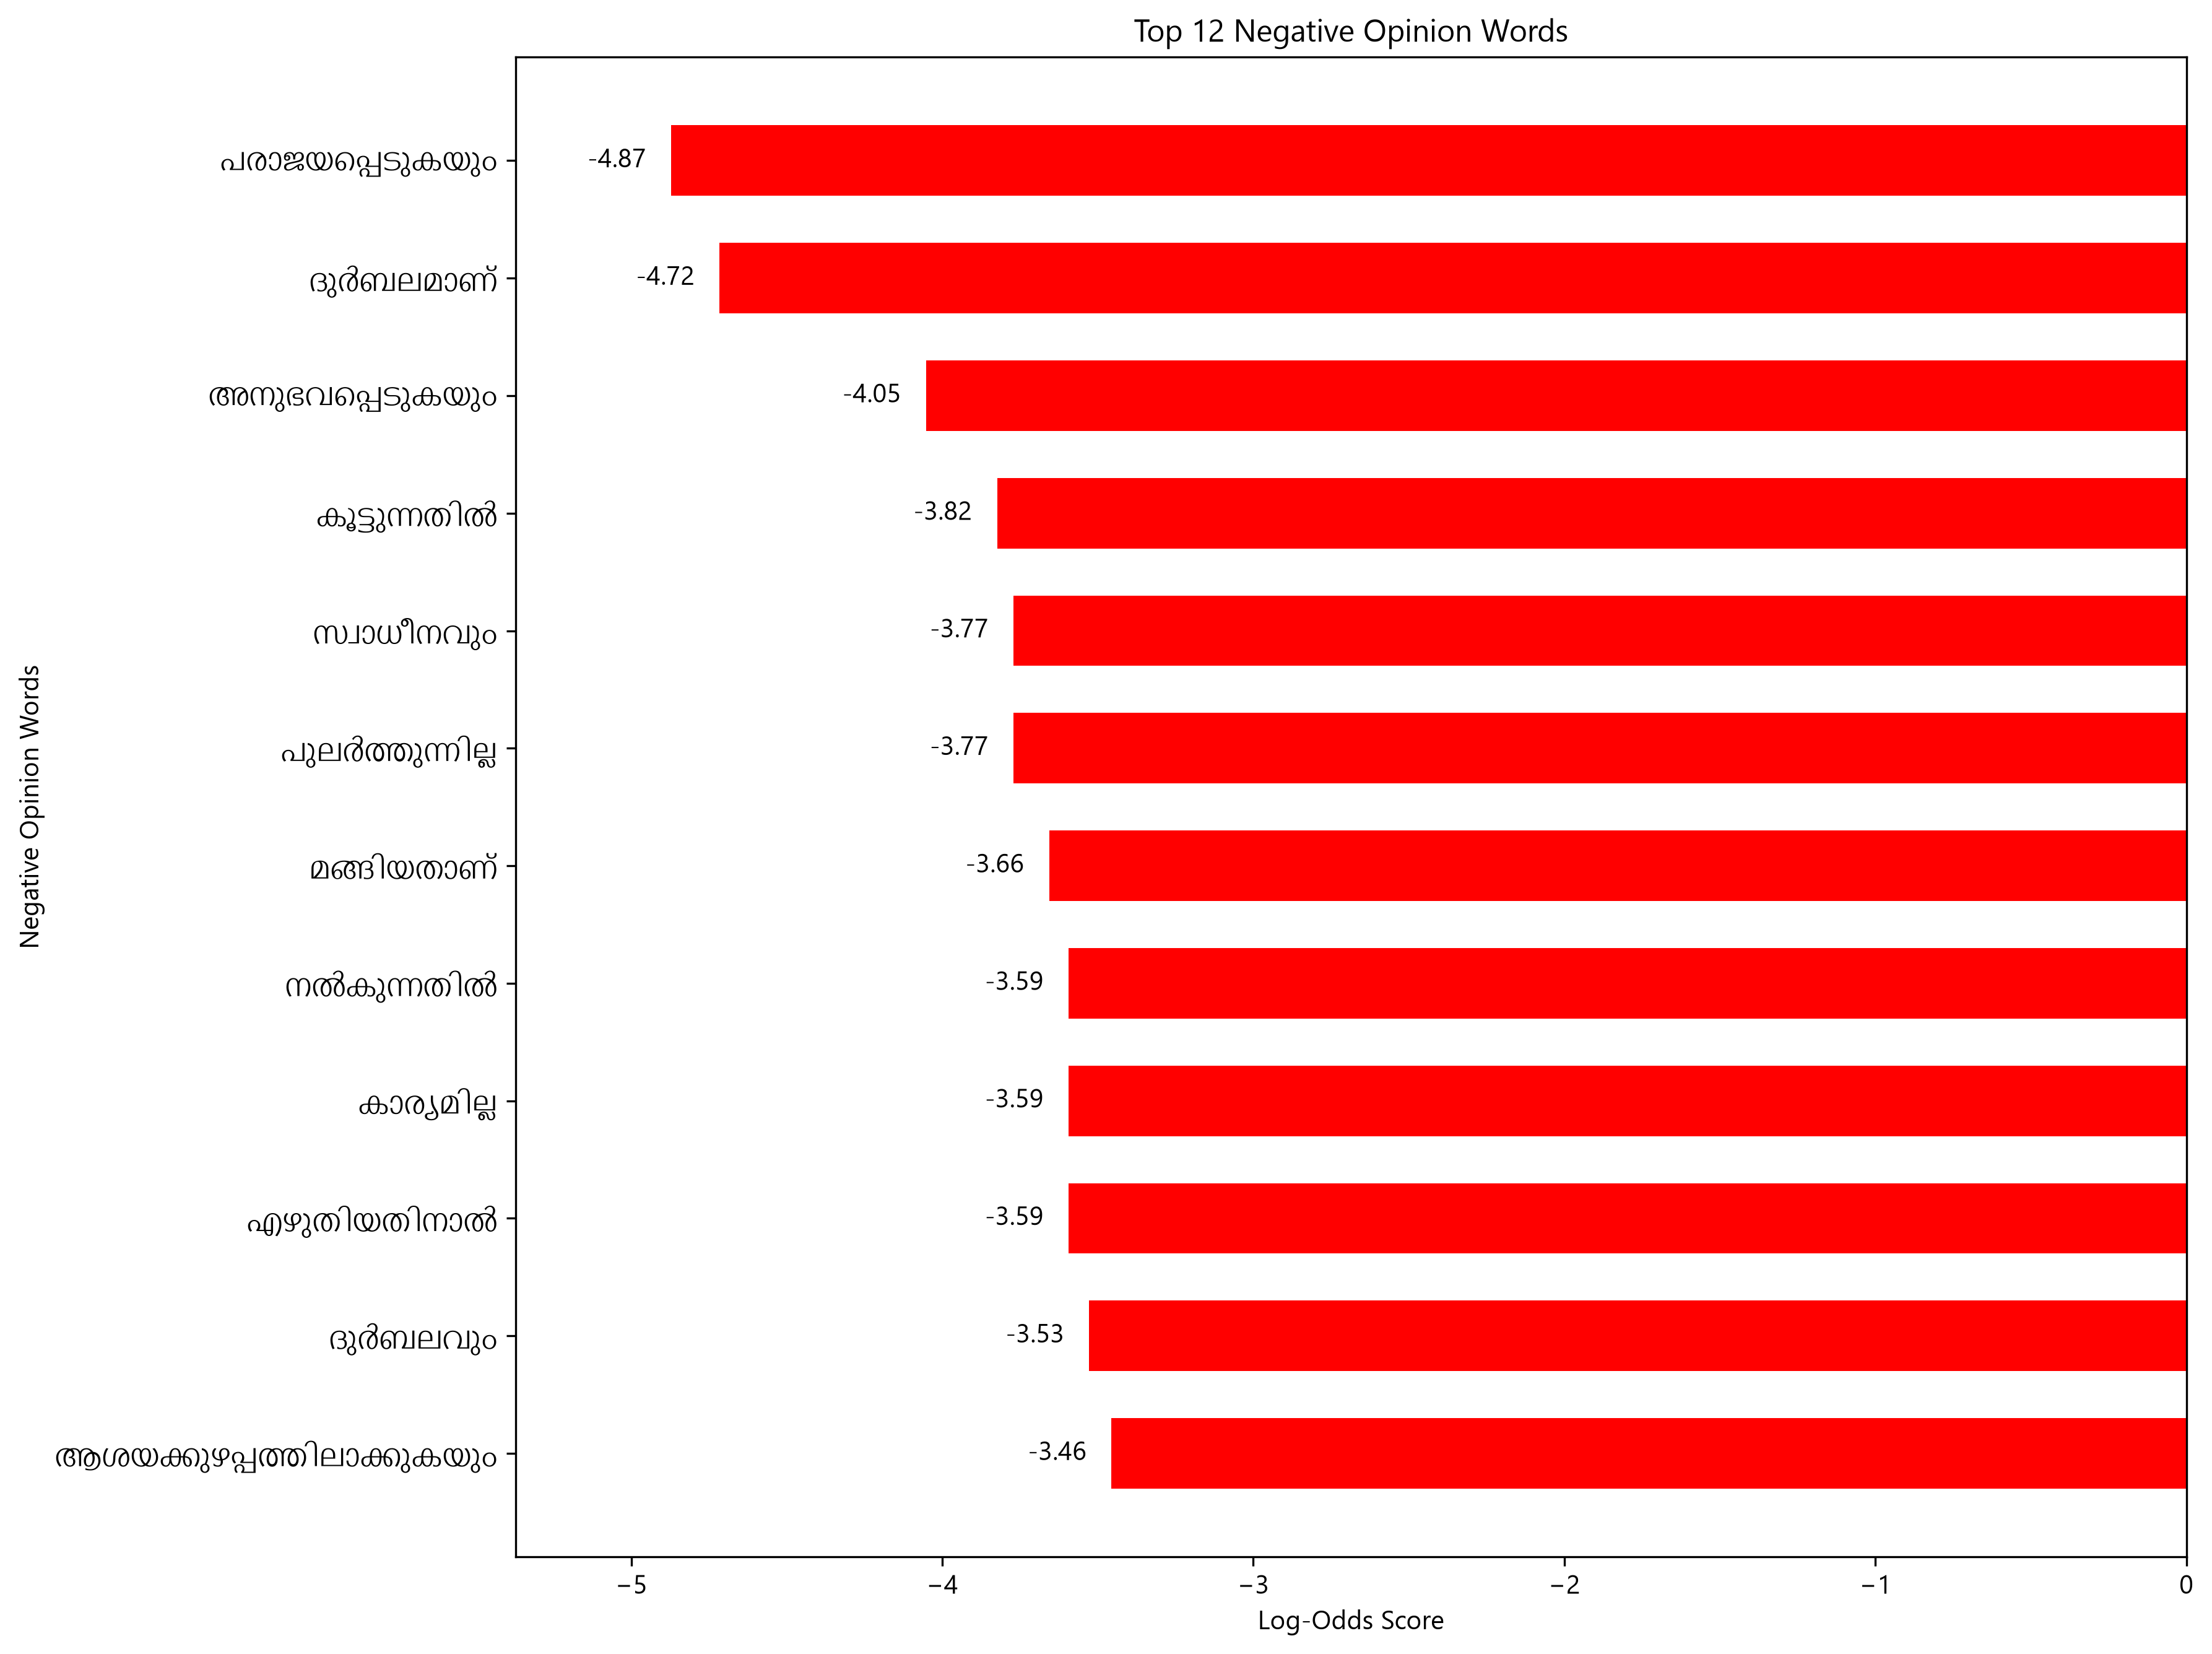 Top 12 Negative Opinion Words
Negative Opinion Words
പരാജയപ്പെടുകയും -4.87
ദുർബലമാണ് -4.72
അനുഭവപ്പെടുകയും -4.05
കൂട്ടുന്നതിൽ -3.82
സ്വാധീനവും -3.77
പുലർത്തുന്നില്ല -3.77
മങ്ങിയതാണ് -3.66
നൽകുന്നതിൽ -3.59
കാര്യമില്ല -3.59
എഴുതിയതിനാൽ -3.59
ദുർബലവും -3.53
ആശയക്കുഴപ്പത്തിലാക്കുകയും -3.46
−5 −4 −3 −2 −1 0
Log-Odds Score